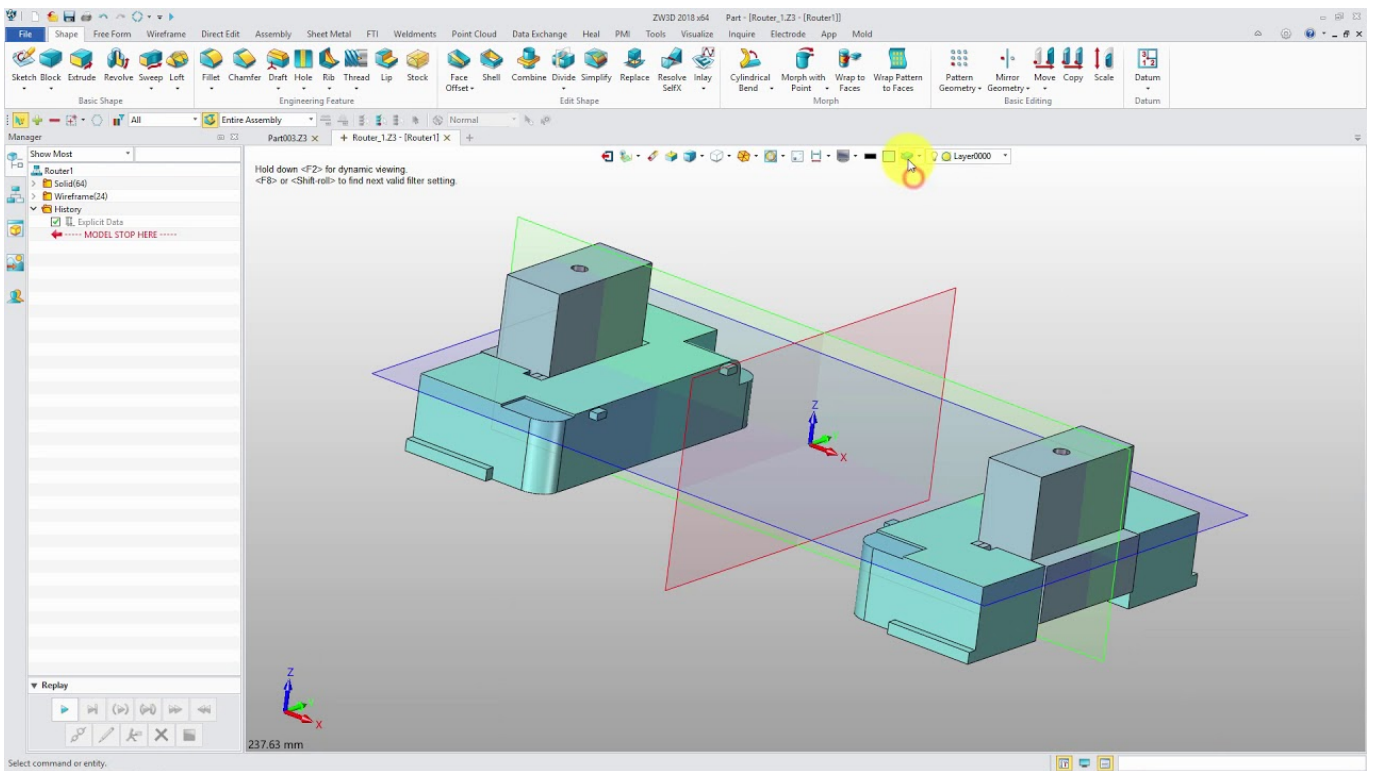 ZW3D 2018 x64 Part - [Router_1.Z3 - [Router1]]
File Shape Free Form Wireframe Direct Edit Assembly Sheet Metal FTI Weldments Point Cloud Data Exchange Heal PMI Tools Visualize Inquire Electrode App Mold
Sketch Block Extrude Revolve Sweep Loft Fillet Chamfer Draft Hole Rib Thread Lip Stock Face Offset Shell Combine Divide Simplify Replace Resolve SelfX Inlay Cylindrical Bend Morph with Point Wrap to Faces Wrap Pattern to Faces Pattern Geometry Mirror Geometry Move Copy Scale Datum
Basic Shape Engineering Feature Edit Shape Morph Basic Editing Datum
All Entire Assembly Normal
Manager Part003.Z3 Router_1.Z3 - [Router1]
Show Most Layer0000
Router1
Solid(64)
Wireframe(24)
History
Explicit Data
----- MODEL STOP HERE -----
Hold down <F2> for dynamic viewing.
<F8> or <Shift-roll> to find next valid filter setting.
Z
X
Replay
Z
Y
X
237.63 mm
Select command or entity.